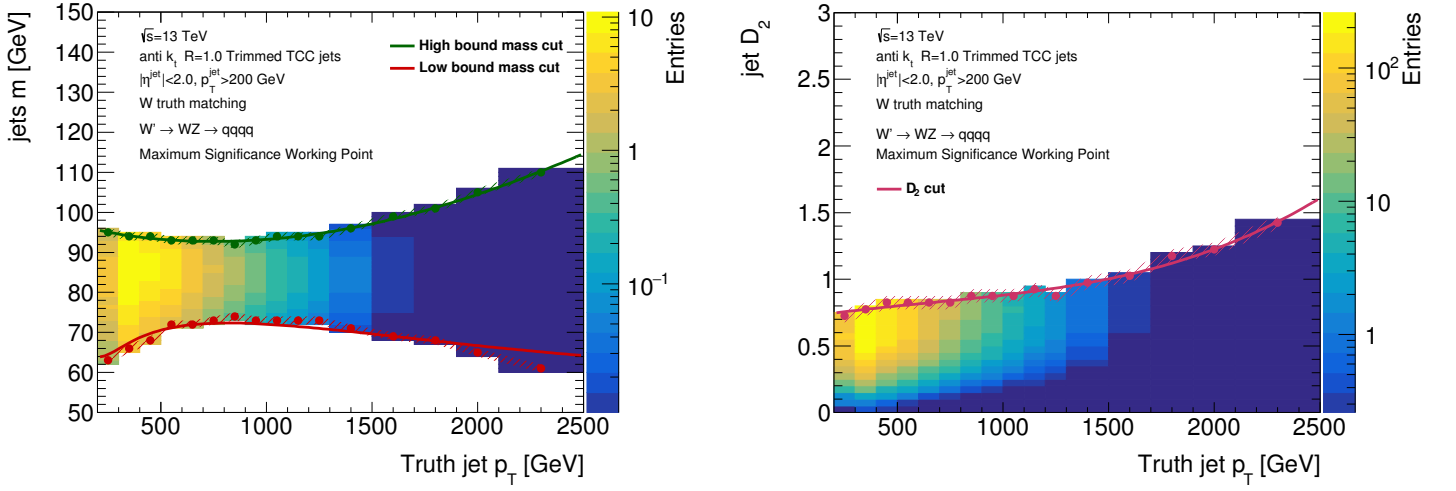 jets m [GeV]
150
140
130
120
110
100
90
80
70
60
50
√s=13 TeV
anti k_t R=1.0 Trimmed TCC jets
|η^jet|<2.0, p_T^jet>200 GeV
W truth matching
W' → WZ → qqqq
Maximum Significance Working Point
High bound mass cut
Low bound mass cut
500 1000 1500 2000 2500
Truth jet p_T [GeV]
Entries
10
1
10^-1
jet D_2
3
2.5
2
1.5
1
0.5
0
√s=13 TeV
anti k_t R=1.0 Trimmed TCC jets
|η^jet|<2.0, p_T^jet>200 GeV
W truth matching
W' → WZ → qqqq
Maximum Significance Working Point
D_2 cut
500 1000 1500 2000 2500
Truth jet p_T [GeV]
Entries
10^2
10
1